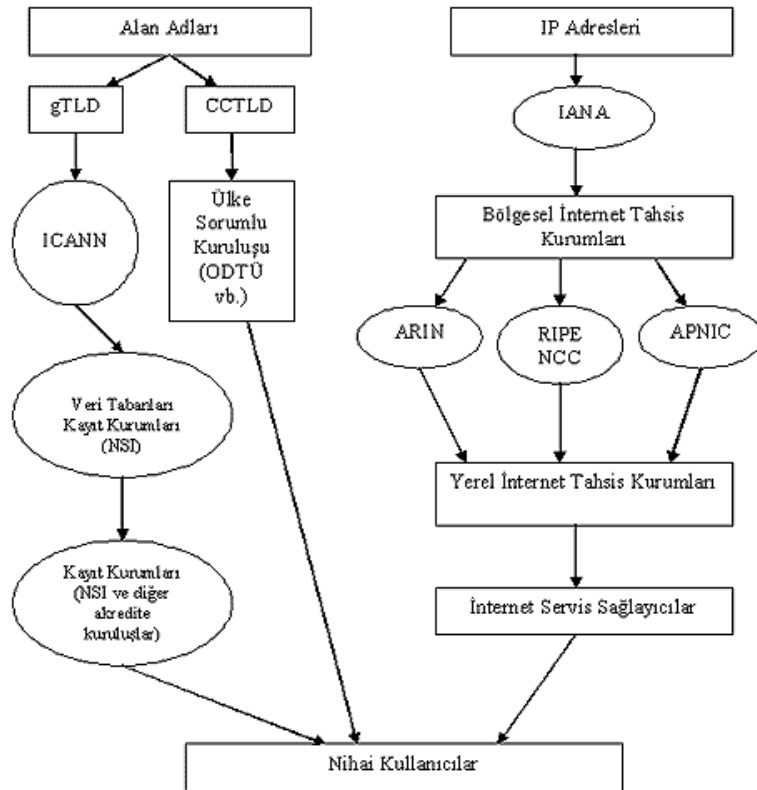 Alan Adları
IP Adresleri
gTLD
CCTLD
IANA
ICANN
Ülke
Sorumlu
Kuruluşu
(ODTÜ
vb.)
Bölgesel İnternet Tahsis
Kurumları
ARIN
RIPE
NCC
APNIC
Veri Tabanları
Kayıt Kurumları
(NSI)
Yerel İnternet Tahsis Kurumları
Kayıt Kurumları
(NSI ve diğer
akredite
kuruluşlar)
İnternet Servis Sağlayıcılar
Nihai Kullanıcılar